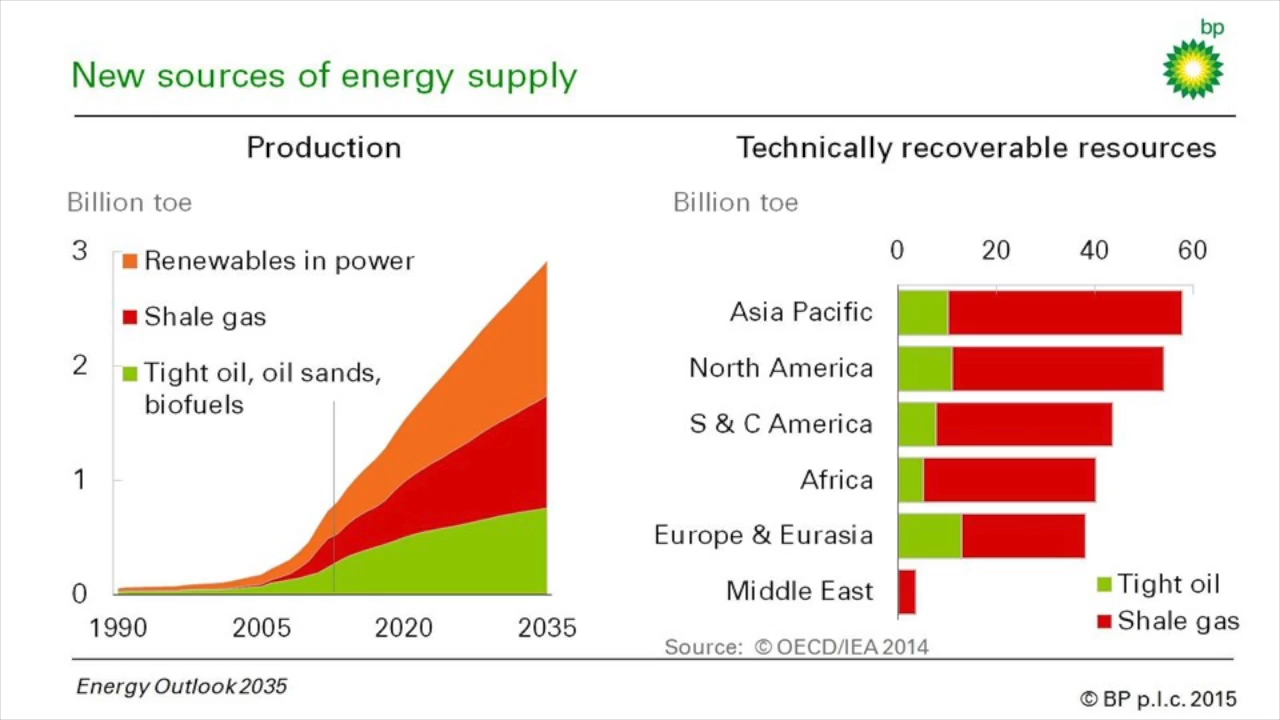 bp
New sources of energy supply
Production
Billion toe
3
2
1
0
Renewables in power
Shale gas
Tight oil, oil sands,
biofuels
1990 2005 2020 2035
Technically recoverable resources
Billion toe
0 20 40 60
Asia Pacific
North America
S & C America
Africa
Europe & Eurasia
Middle East
Tight oil
Shale gas
Source: © OECD/IEA 2014
Energy Outlook 2035
© BP p.l.c. 2015